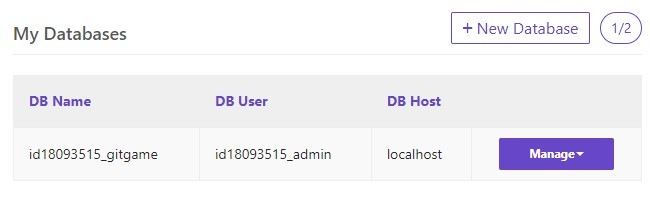 My Databases
+ New Database
1/2
DB Name DB User DB Host
id18093515_gitgame id18093515_admin localhost Manage